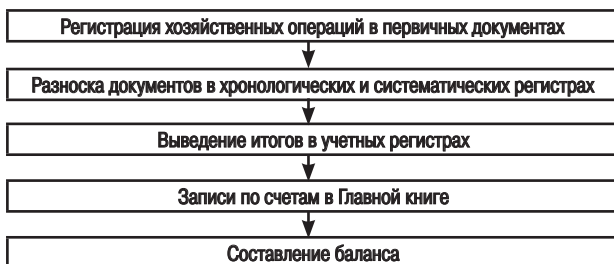 Регистрация хозяйственных операций в первичных документах
Разноска документов в хронологических и систематических регистрах
Выведение итогов в учетных регистрах
Записи по счетам в Главной книге
Составление баланса